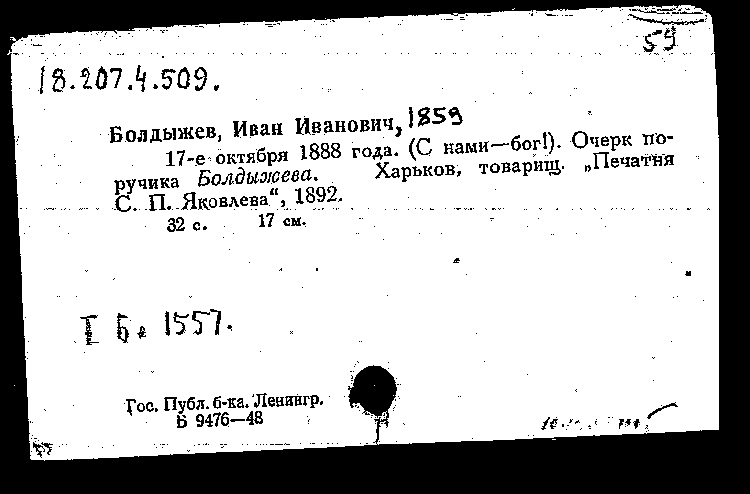 59
18.207.4.509.
Болдыжев, Иван Иванович, 1859
17-е октября 1888 года. (С нами—бог!). Очерк по-
ручика Болдыжева. Харьков, товарищ. „Печатня
С. П. Яковлева“, 1892.
32 с. 17 см.
I Б. 1557.
Гос. Публ. б-ка. Ленингр.
Б 9476—48